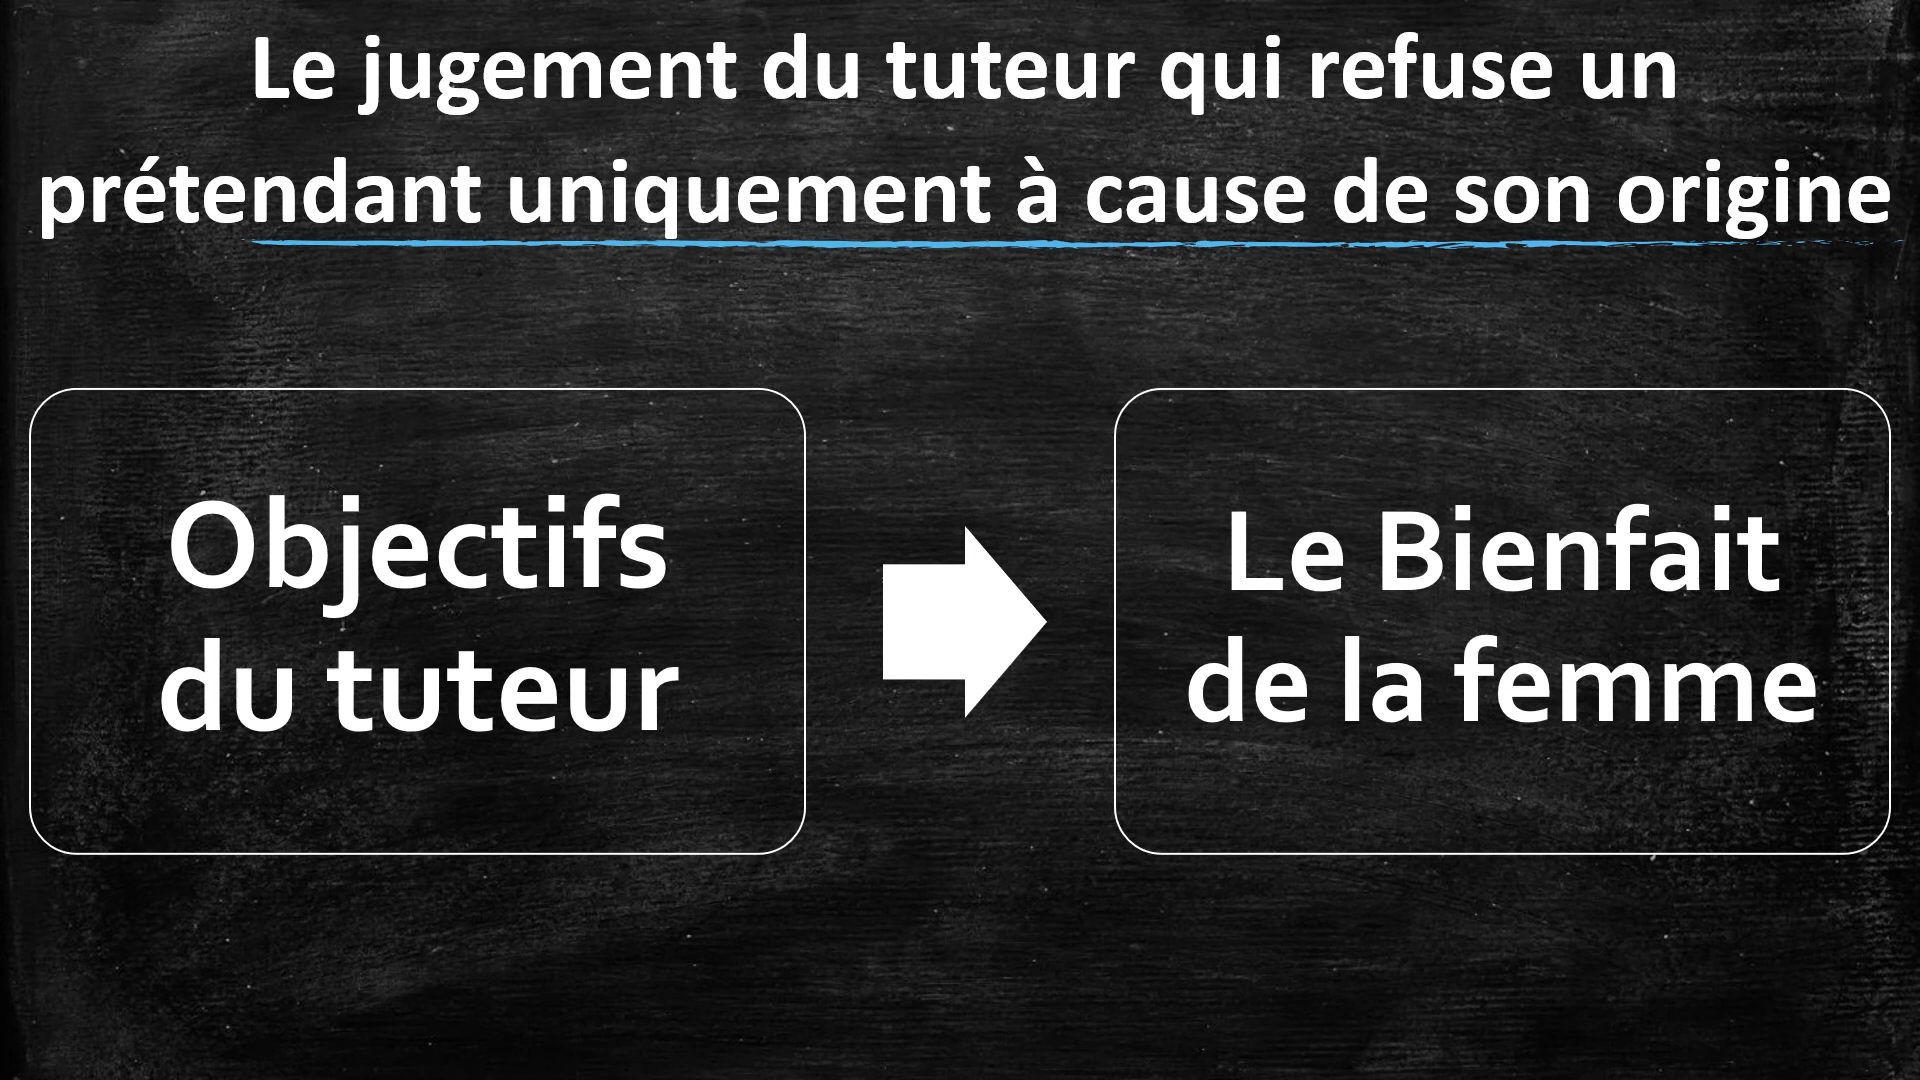 Le jugement du tuteur qui refuse un
prétendant uniquement à cause de son origine
Objectifs
du tuteur
Le Bienfait
de la femme